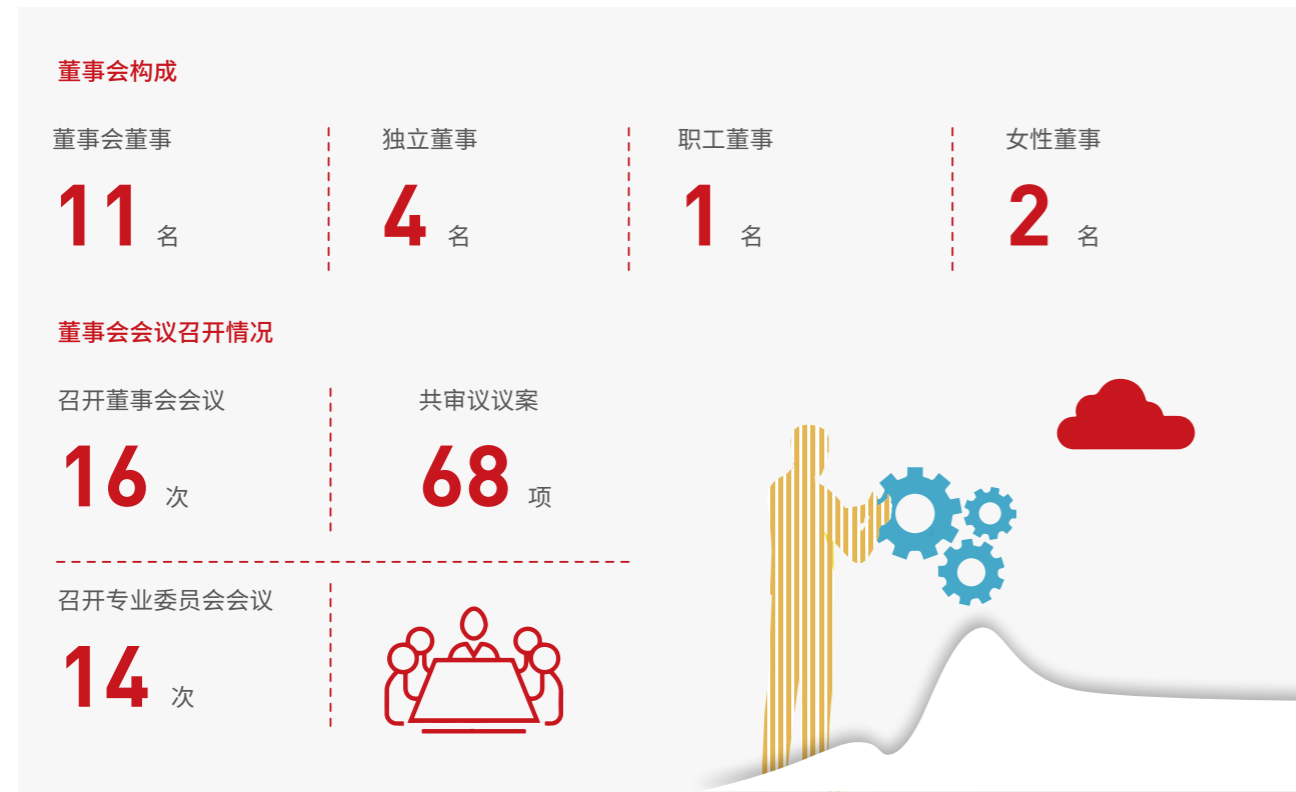 董事会构成
董事会董事
11 名
独立董事
4 名
职工董事
1 名
女性董事
2 名
董事会会议召开情况
召开董事会会议
16 次
共审议议案
68 项
召开专业委员会会议
14 次